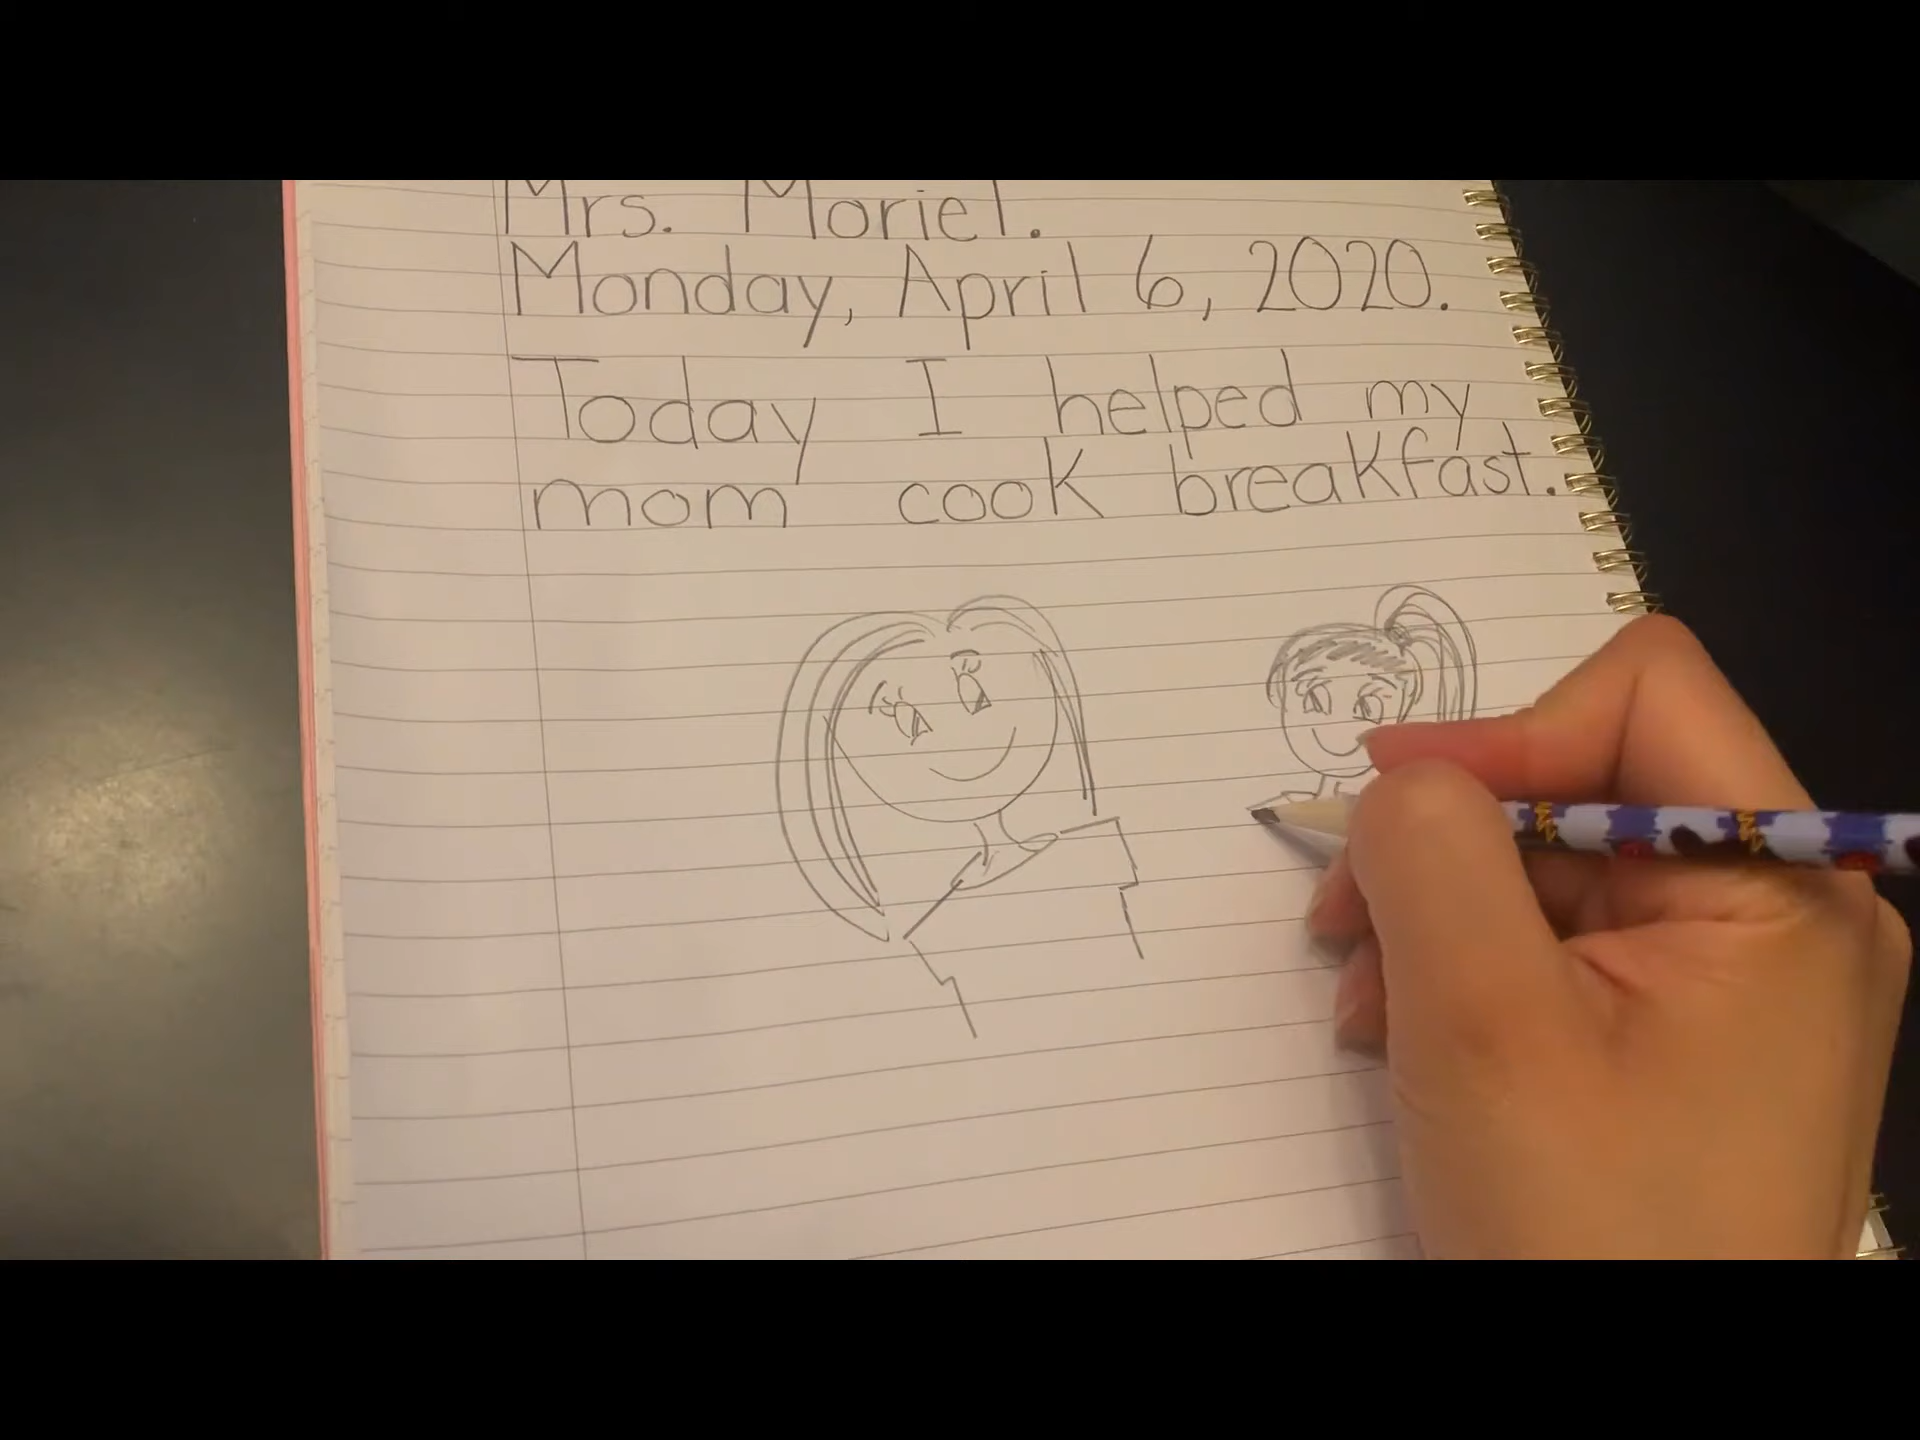 Mrs. Moriel.
Monday, April 6, 2020.
Today I helped my
mom cook breakfast.